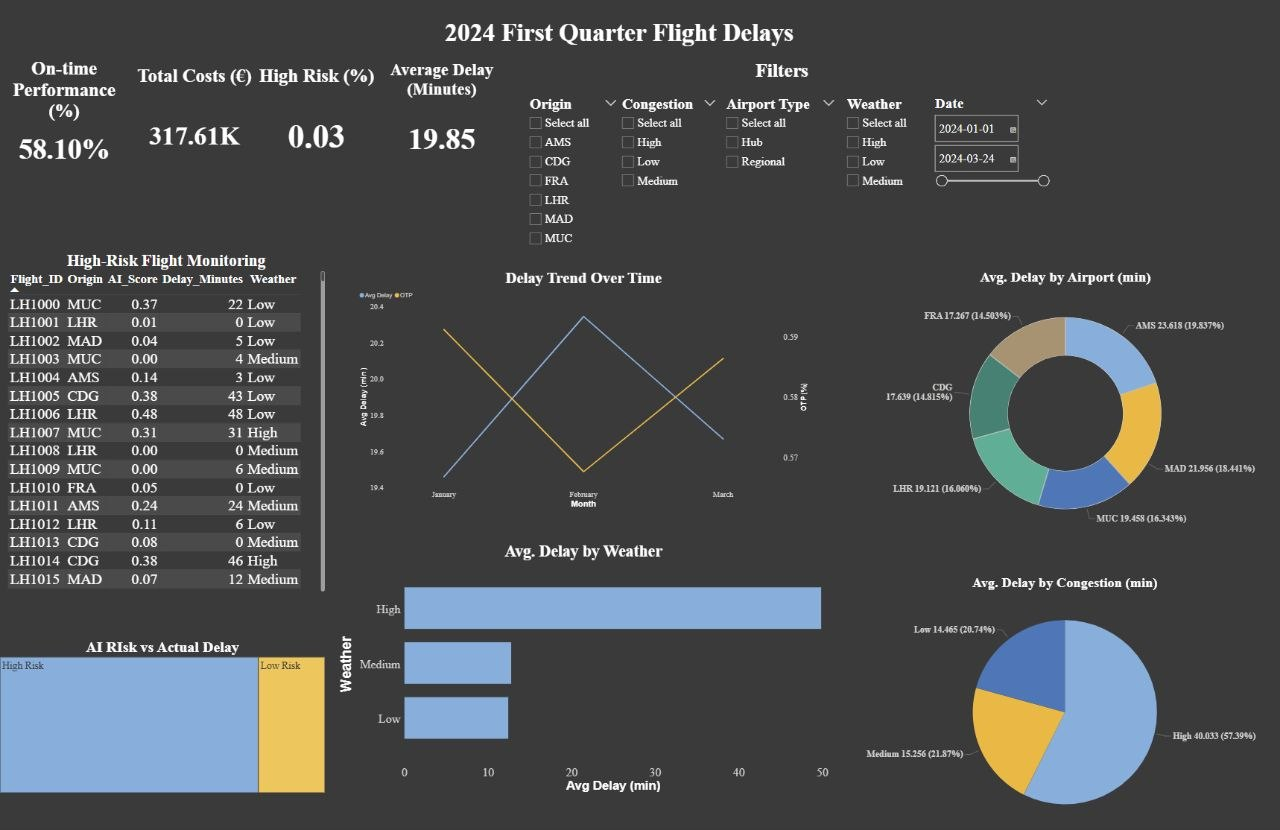 2024 First Quarter Flight Delays
On-time
Performance
(%)
58.10%
Total Costs (€)
317.61K
High Risk (%)
0.03
Average Delay
(Minutes)
19.85
Filters
Origin
Select all
AMS
CDG
FRA
LHR
MAD
MUC
Congestion
Select all
High
Low
Medium
Airport Type
Select all
Hub
Regional
Weather
Select all
High
Low
Medium
Date
2024-01-01
2024-03-24
High-Risk Flight Monitoring
Flight_ID Origin AI_Score Delay_Minutes Weather
LH1000 MUC 0.37 22 Low
LH1001 LHR 0.01 0 Low
LH1002 MAD 0.04 5 Low
LH1003 MUC 0.00 4 Medium
LH1004 AMS 0.14 3 Low
LH1005 CDG 0.38 43 Low
LH1006 LHR 0.48 48 Low
LH1007 MUC 0.31 31 High
LH1008 LHR 0.00 0 Medium
LH1009 MUC 0.00 6 Medium
LH1010 FRA 0.05 0 Low
LH1011 AMS 0.24 24 Medium
LH1012 LHR 0.11 6 Low
LH1013 CDG 0.08 0 Medium
LH1014 CDG 0.38 46 High
LH1015 MAD 0.07 12 Medium
Delay Trend Over Time
Avg Delay OTP
20.4
20.2
20.0
19.8
19.6
19.4
Avg Delay (min)
0.59
0.58
0.57
OTP (%)
January February March
Month
Avg. Delay by Airport (min)
FRA 17.267 (14.503%)
AMS 23.618 (19.837%)
CDG
17.639 (14.815%)
MAD 21.956 (18.441%)
LHR 19.121 (16.060%)
MUC 19.458 (16.343%)
AI RIsk vs Actual Delay
High Risk
Low Risk
Avg. Delay by Weather
Weather
High
Medium
Low
0 10 20 30 40 50
Avg Delay (min)
Avg. Delay by Congestion (min)
Low 14.465 (20.74%)
High 40.033 (57.39%)
Medium 15.256 (21.87%)